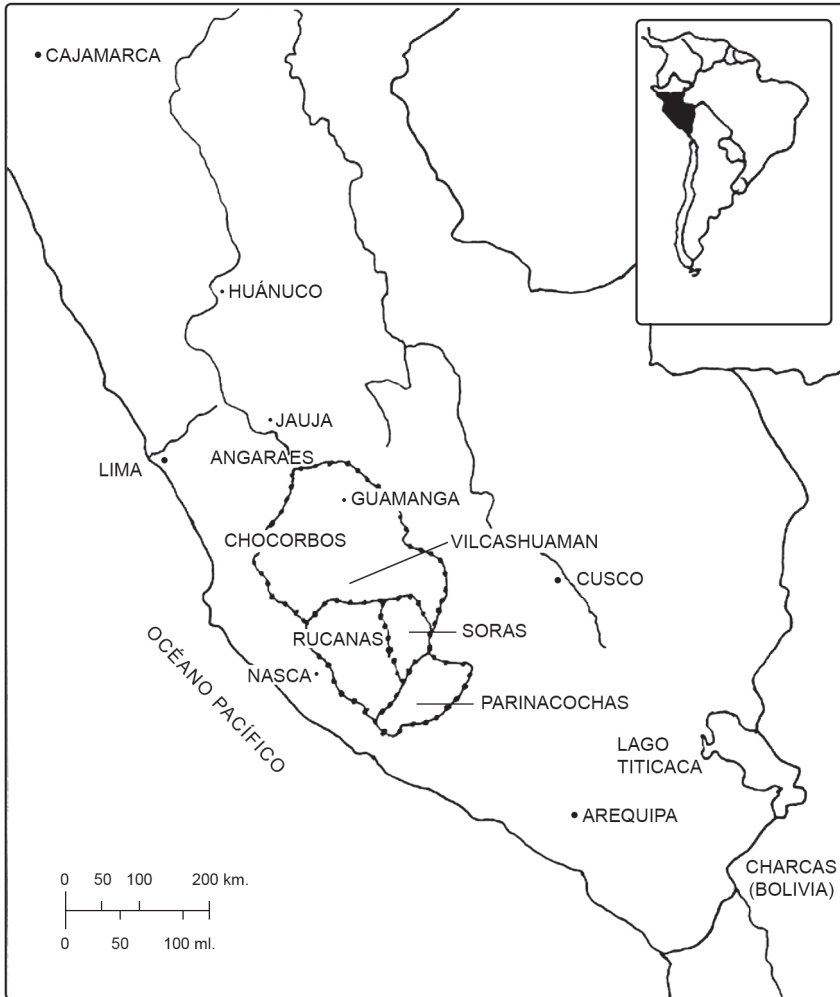 CAJAMARCA
HUÁNUCO
JAUJA
LIMA
ANGARAES
GUAMANGA
CHOCORBOS
VILCASHUAMAN
CUSCO
RUCANAS
SORAS
NASCA
PARINACOCHAS
OCÉANO PACÍFICO
LAGO
TITICACA
AREQUIPA
CHARCAS
(BOLIVIA)
0 50 100 200 km.
0 50 100 ml.